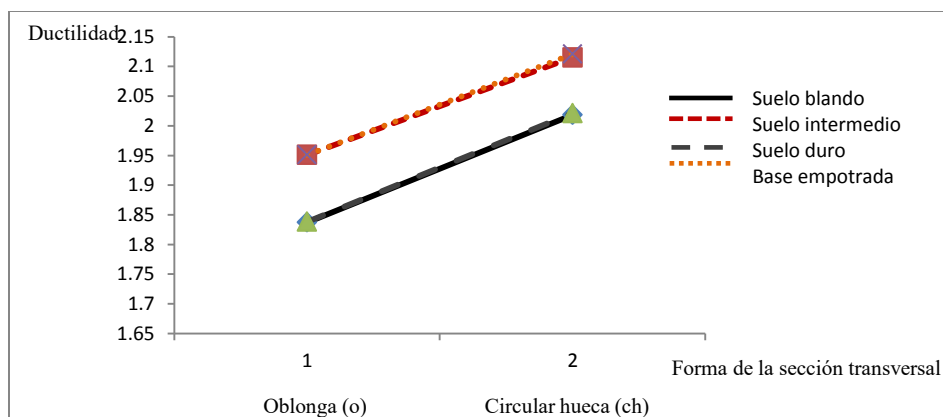 Ductilidad
2.15
2.1
2.05
2
1.95
1.9
1.85
1.8
1.75
1.7
1.65
Suelo blando
Suelo intermedio
Suelo duro
Base empotrada
1
2
Forma de la sección transversal
Oblonga (o)
Circular hueca (ch)